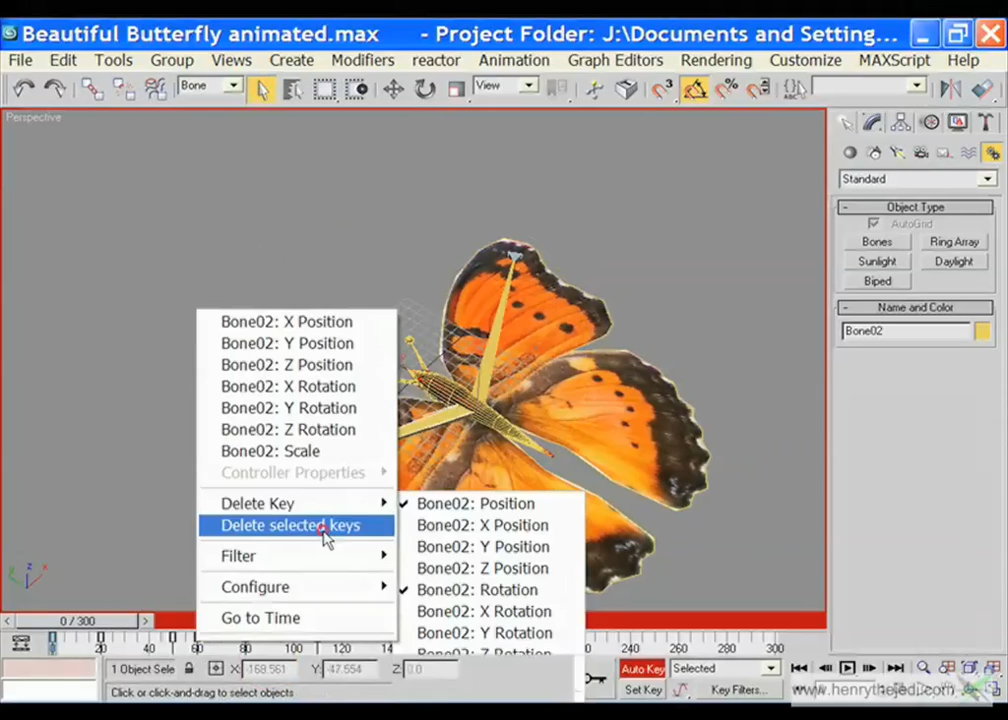 Beautiful Butterfly animated.max - Project Folder: J:\Documents and Setting...
File Edit Tools Group Views Create Modifiers reactor Animation Graph Editors Rendering Customize MAXScript Help
Bone View
Perspective
Standard
Object Type
AutoGrid
Bones Ring Array
Sunlight Daylight
Biped
Name and Color
Bone02
Bone02: X Position
Bone02: Y Position
Bone02: Z Position
Bone02: X Rotation
Bone02: Y Rotation
Bone02: Z Rotation
Bone02: Scale
Controller Properties
Delete Key
Delete selected keys
Filter
Configure
Go to Time
Bone02: Position
Bone02: X Position
Bone02: Y Position
Bone02: Z Position
Bone02: Rotation
Bone02: X Rotation
Bone02: Y Rotation
Bone02: Z Rotation
0 / 300
20 40 60 80 100 120 240 260 280 300
1 Object Sele X: -168.561 Y: -47.554 Z: 0.0 Auto Key Selected
Click or click-and-drag to select objects Set Key Key Filters...
www.henrythejedi.com